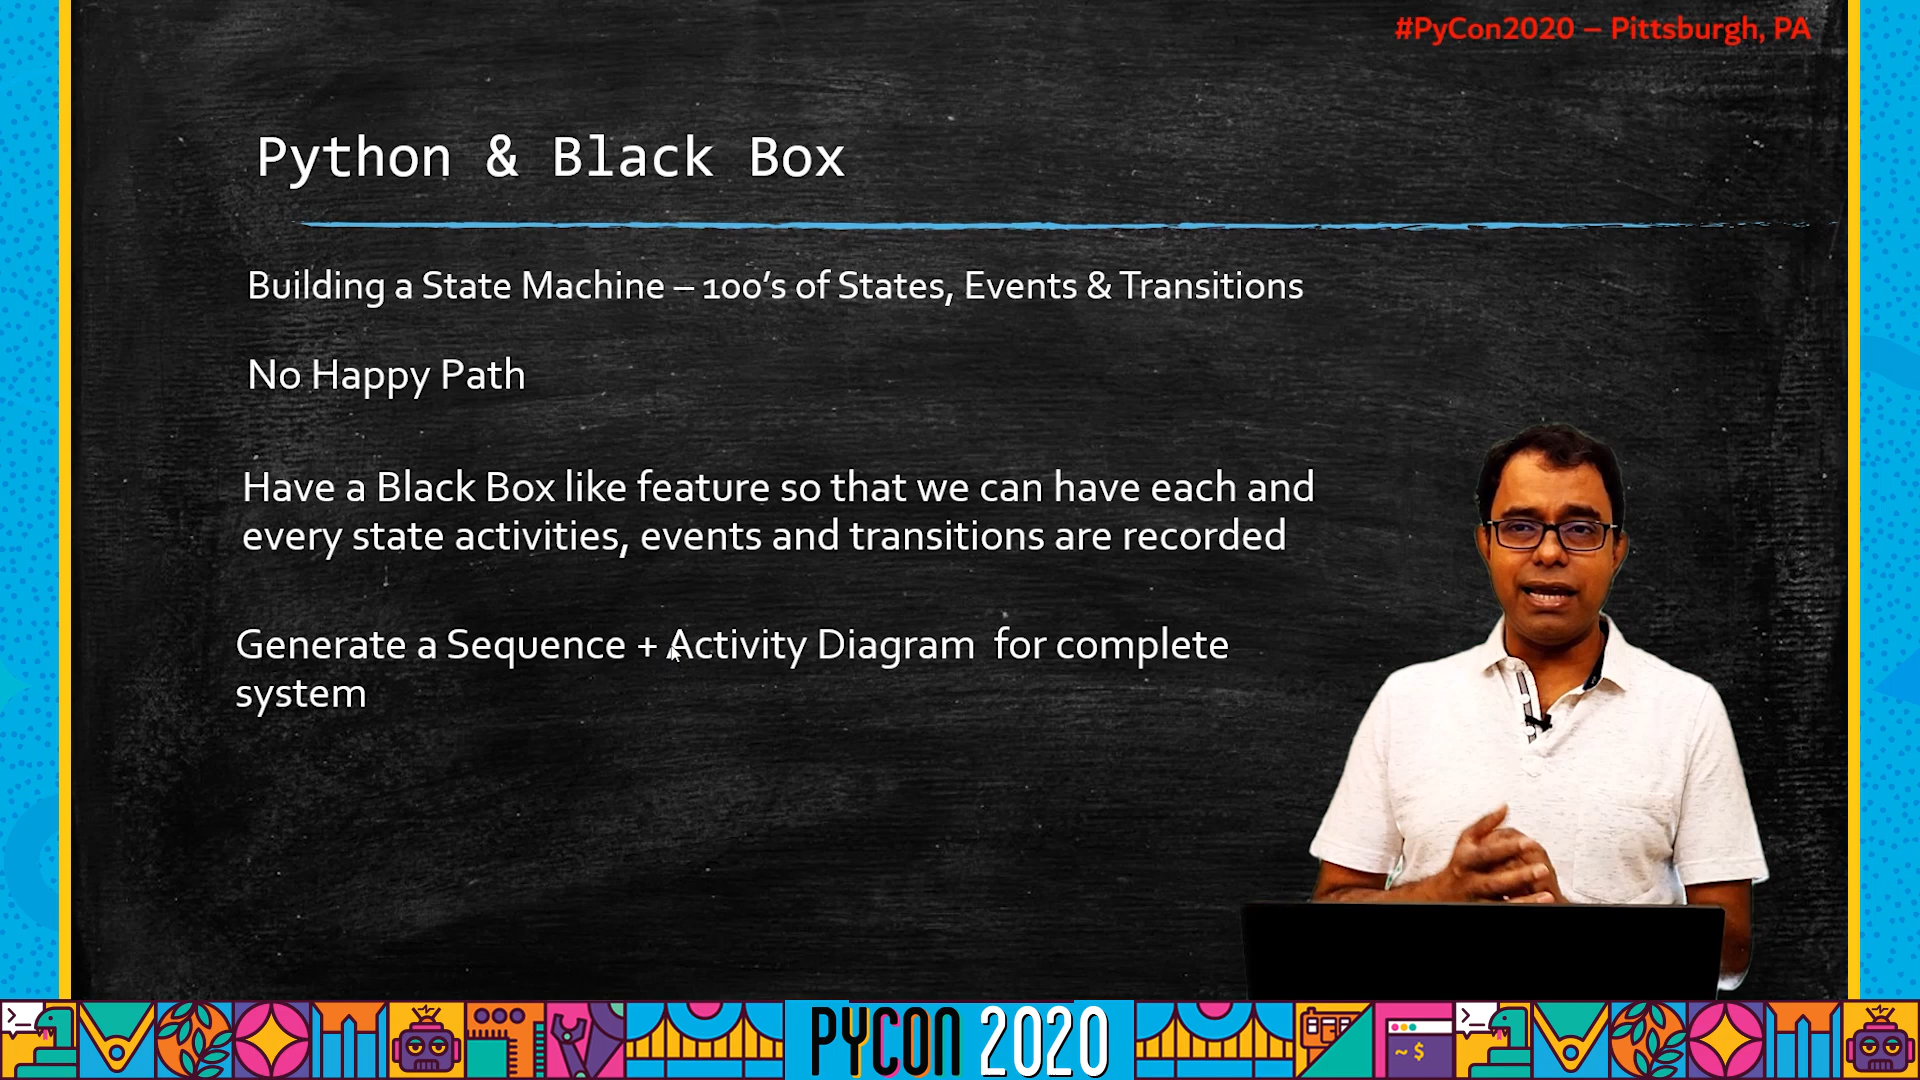 #PyCon2020 – Pittsburgh, PA
Python & Black Box
Building a State Machine – 100's of States, Events & Transitions
No Happy Path
Have a Black Box like feature so that we can have each and
every state activities, events and transitions are recorded
Generate a Sequence + Activity Diagram for complete
system
~ $
PYCON 2020